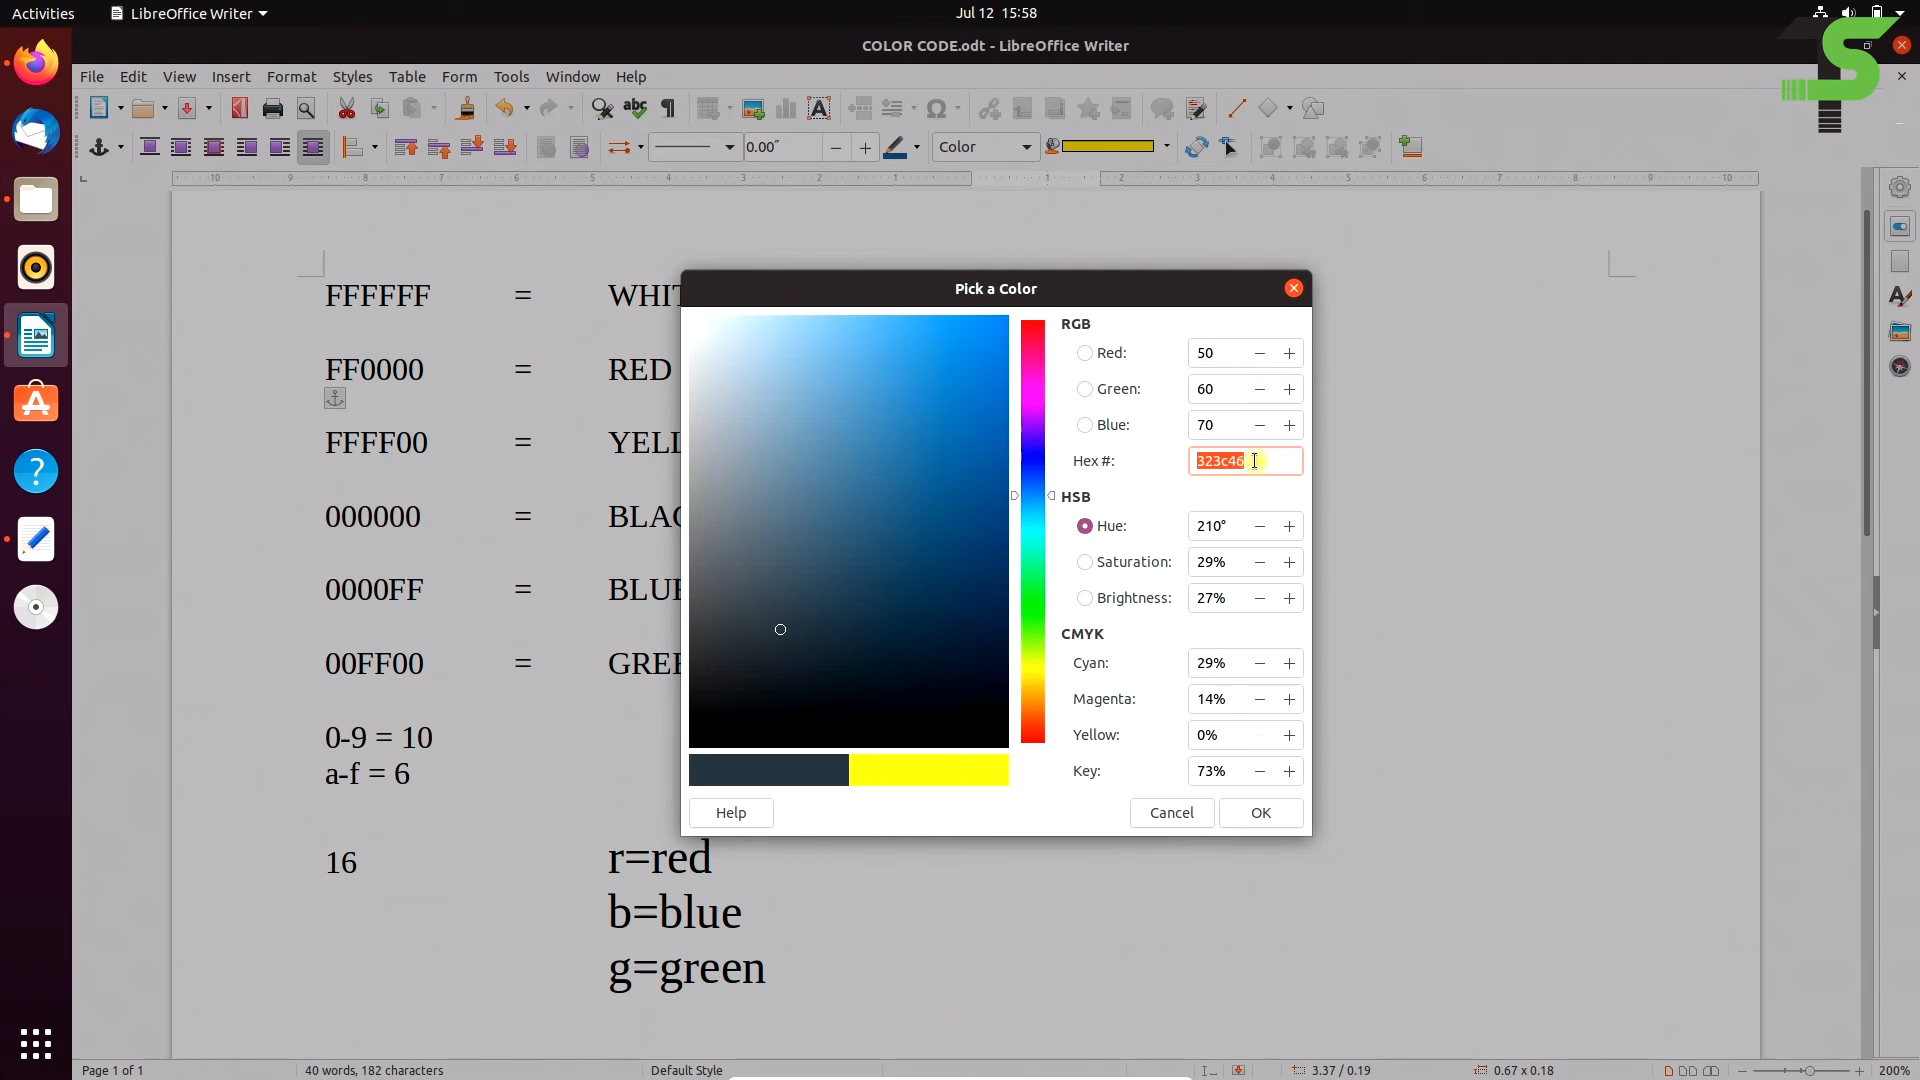 Activities LibreOffice Writer Jul 12 15:58
COLOR CODE.odt - LibreOffice Writer
File Edit View Insert Format Styles Table Form Tools Window Help
0.00" Color
FFFFFF = WHIT
FF0000 = RED
FFFF00 = YELL
000000 = BLAC
0000FF = BLUE
00FF00 = GREE
0-9 = 10
a-f = 6
16
r=red
b=blue
g=green
Pick a Color
RGB
Red: 50
Green: 60
Blue: 70
Hex #: 323c46
HSB
Hue: 210°
Saturation: 29%
Brightness: 27%
CMYK
Cyan: 29%
Magenta: 14%
Yellow: 0%
Key: 73%
Help Cancel OK
Page 1 of 1 40 words, 182 characters Default Style 3.37 / 0.19 0.67 x 0.18 200%